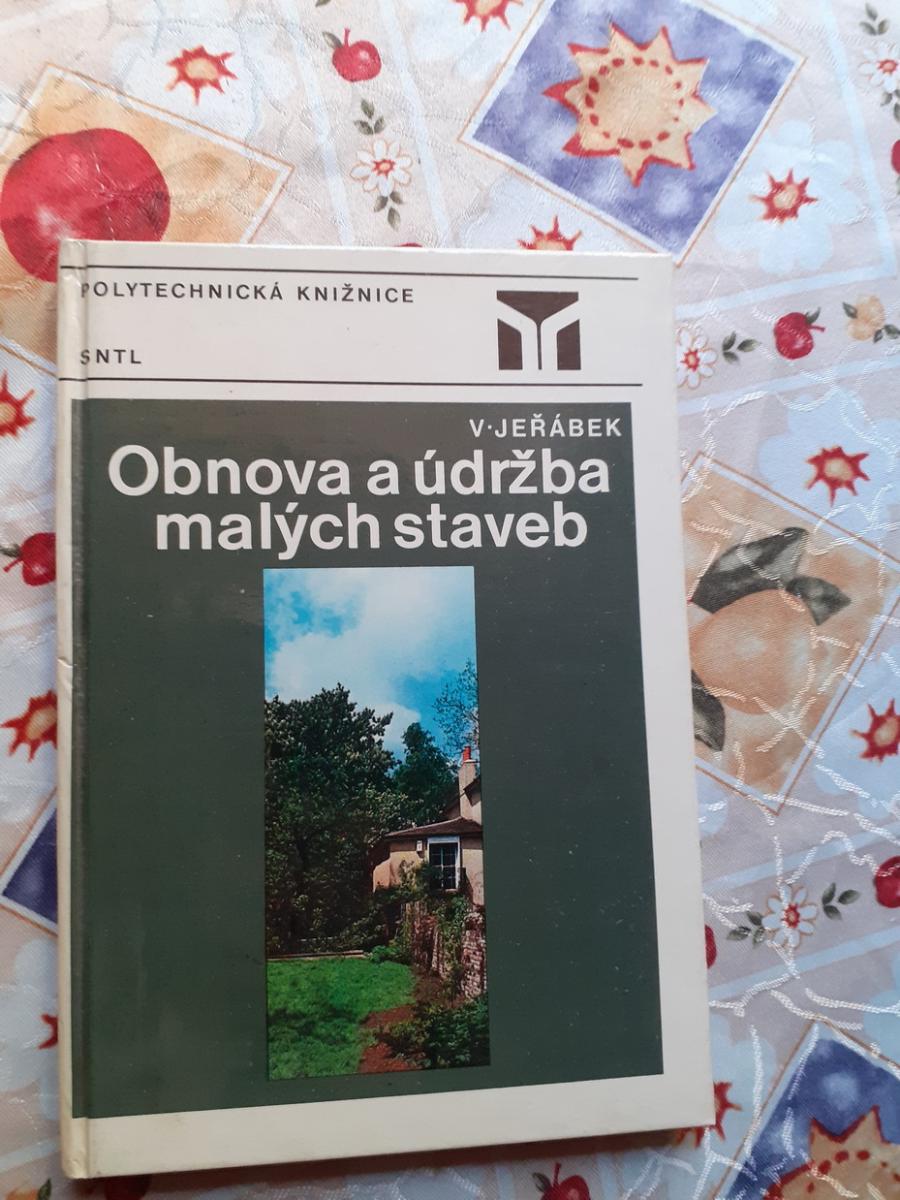 POLYTECHNICKÁ KNIŽNICE
SNTL
V·JEŘÁBEK
Obnova a údržba
malých staveb